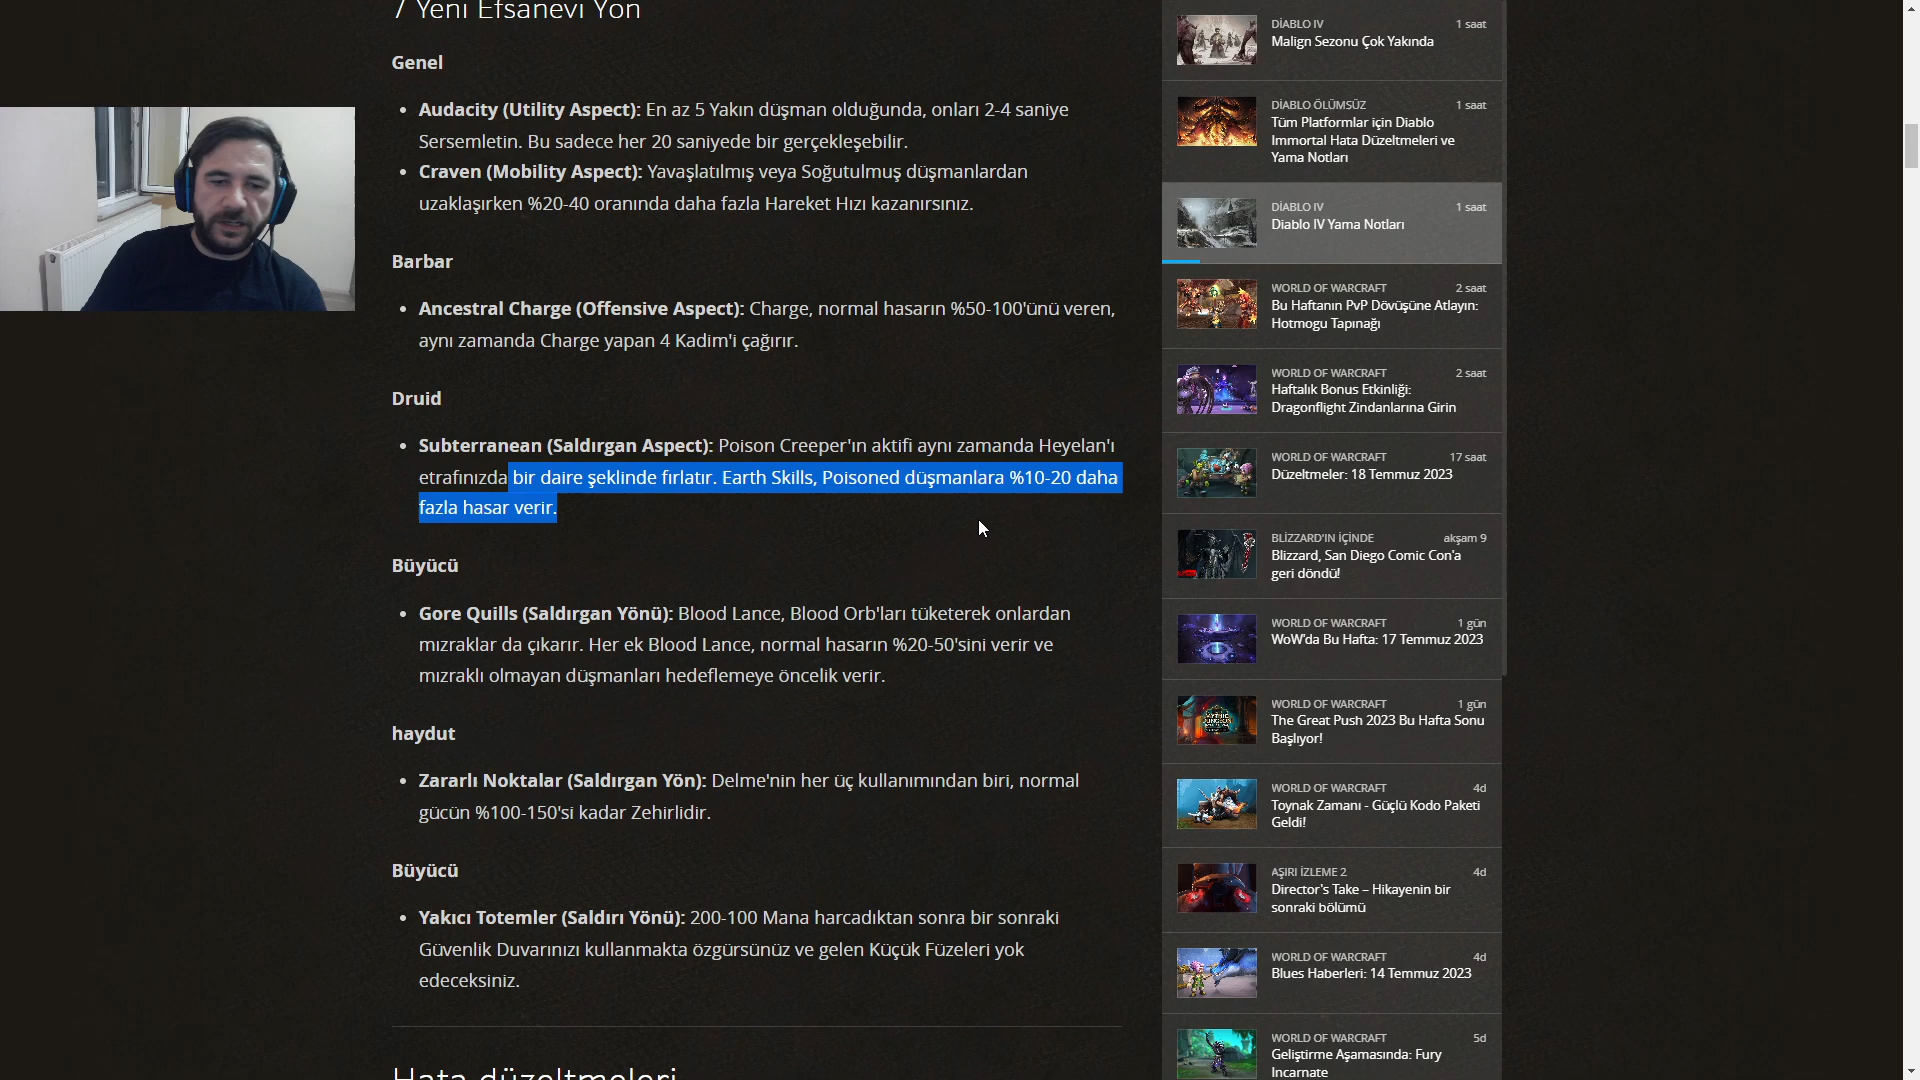 7 Yeni Efsanevi Yön
Genel
Audacity (Utility Aspect): En az 5 Yakın düşman olduğunda, onları 2-4 saniye
Sersemletin. Bu sadece her 20 saniyede bir gerçekleşebilir.
Craven (Mobility Aspect): Yavaşlatılmış veya Soğutulmuş düşmanlardan
uzaklaşırken %20-40 oranında daha fazla Hareket Hızı kazanırsınız.
Barbar
Ancestral Charge (Offensive Aspect): Charge, normal hasarın %50-100'ünü veren,
aynı zamanda Charge yapan 4 Kadim'i çağırır.
Druid
Subterranean (Saldırgan Aspect): Poison Creeper'ın aktifi aynı zamanda Heyelan'ı
etrafınızda bir daire şeklinde fırlatır. Earth Skills, Poisoned düşmanlara %10-20 daha
fazla hasar verir.
Büyücü
Gore Quills (Saldırgan Yönü): Blood Lance, Blood Orb'ları tüketerek onlardan
mızraklar da çıkarır. Her ek Blood Lance, normal hasarın %20-50'sini verir ve
mızraklı olmayan düşmanları hedeflemeye öncelik verir.
haydut
Zararlı Noktalar (Saldırgan Yön): Delme'nin her üç kullanımından biri, normal
gücün %100-150'si kadar Zehirlidir.
Büyücü
Yakıcı Totemler (Saldırı Yönü): 200-100 Mana harcadıktan sonra bir sonraki
Güvenlik Duvarınızı kullanmakta özgürsünüz ve gelen Küçük Füzeleri yok
edeceksiniz.
Hata düzeltmeleri
DİABLO IV 1 saat
Malign Sezonu Çok Yakında
DİABLO ÖLÜMSÜZ 1 saat
Tüm Platformlar için Diablo
Immortal Hata Düzeltmeleri ve
Yama Notları
DİABLO IV 1 saat
Diablo IV Yama Notları
WORLD OF WARCRAFT 2 saat
Bu Haftanın PvP Dövüşüne Atlayın:
Hotmogu Tapınağı
WORLD OF WARCRAFT 2 saat
Haftalık Bonus Etkinliği:
Dragonflight Zindanlarına Girin
WORLD OF WARCRAFT 17 saat
Düzeltmeler: 18 Temmuz 2023
BLİZZARD'IN İÇİNDE akşam 9
Blizzard, San Diego Comic Con'a
geri döndü!
WORLD OF WARCRAFT 1 gün
WoW'da Bu Hafta: 17 Temmuz 2023
WORLD OF WARCRAFT 1 gün
The Great Push 2023 Bu Hafta Sonu
Başlıyor!
WORLD OF WARCRAFT 4d
Toynak Zamanı - Güçlü Kodo Paketi
Geldi!
AŞIRI İZLEME 2 4d
Director's Take – Hikayenin bir
sonraki bölümü
WORLD OF WARCRAFT 4d
Blues Haberleri: 14 Temmuz 2023
WORLD OF WARCRAFT 5d
Geliştirme Aşamasında: Fury
Incarnate